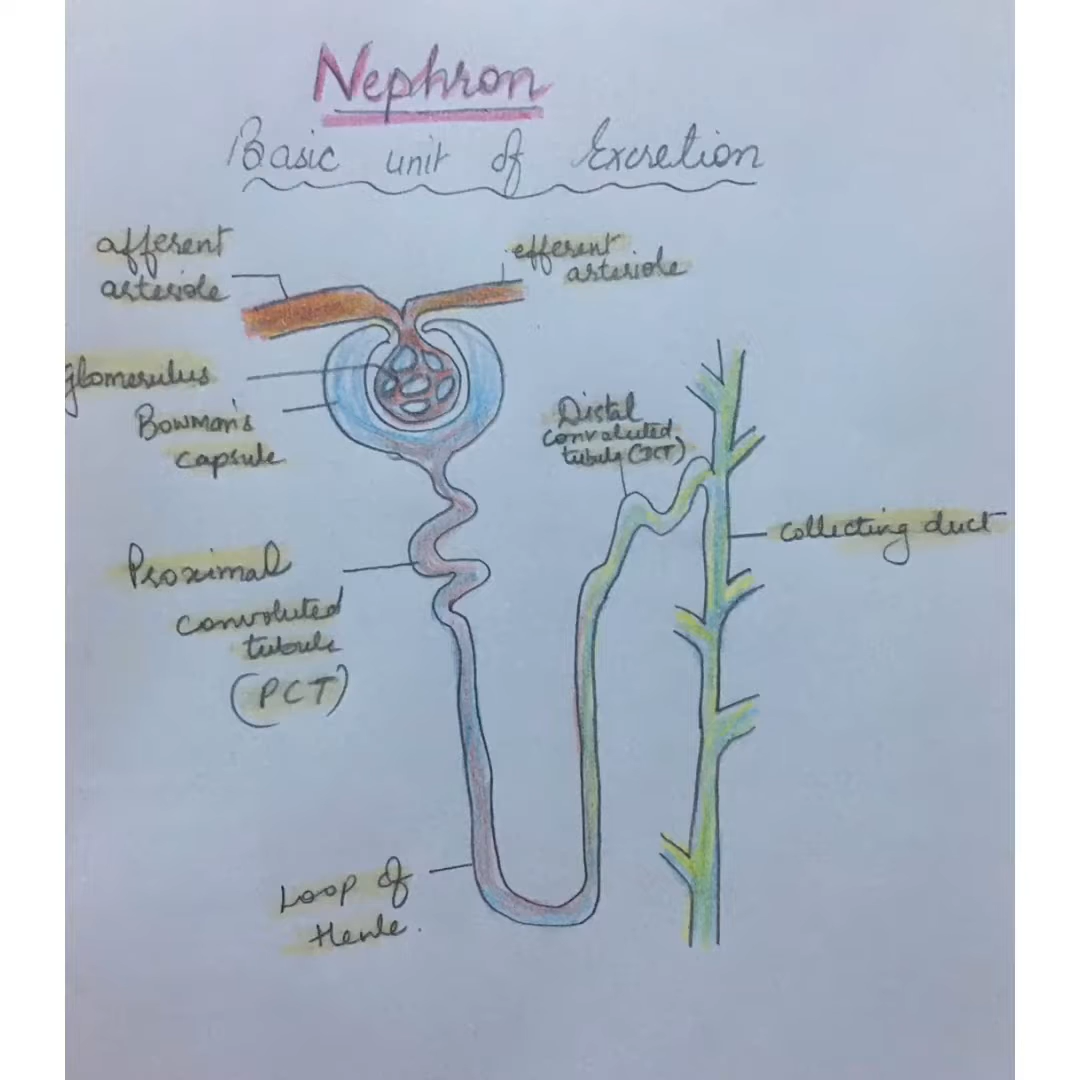 Nephron
Basic unit of Excretion
afferent
arteriole
efferent
arteriole
glomerulus
Bowman's
capsule
Distal
convoluted
tubule (DCT)
collecting duct
Proximal
convoluted
tubule
(PCT)
Loop of
Henle.